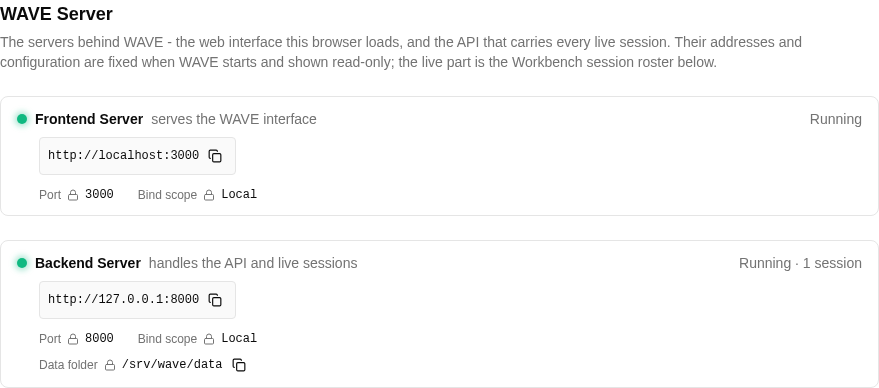 WAVE Server
The servers behind WAVE - the web interface this browser loads, and the API that carries every live session. Their addresses and
configuration are fixed when WAVE starts and shown read-only; the live part is the Workbench session roster below.
Frontend Server serves the WAVE interface Running
http://localhost:3000
Port 3000 Bind scope Local
Backend Server handles the API and live sessions Running · 1 session
http://127.0.0.1:8000
Port 8000 Bind scope Local
Data folder /srv/wave/data